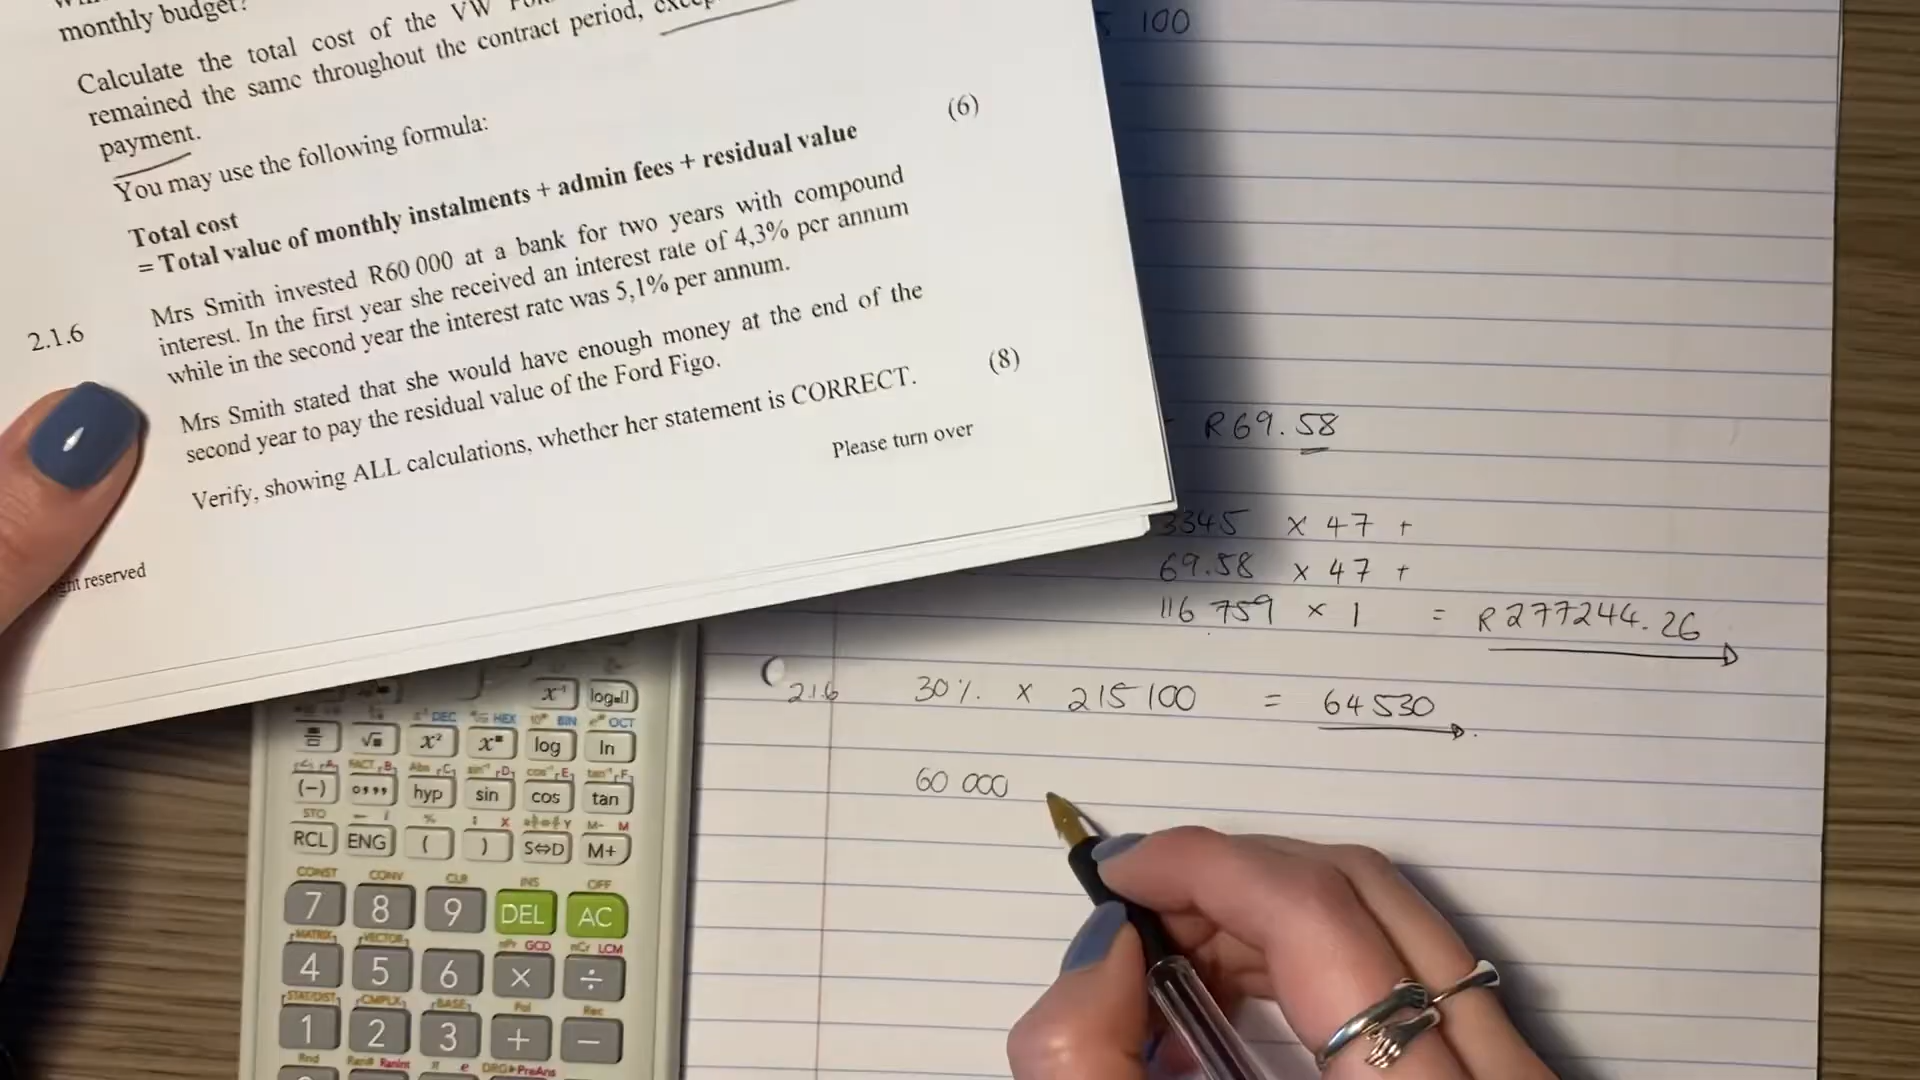 monthly budget?
Calculate the total cost of the VW
remained the same throughout the contract period,
payment.
You may use the following formula:
(6)
Total cost
= Total value of monthly instalments + admin fees + residual value
2.1.6
Mrs Smith invested R60 000 at a bank for two years with compound
interest. In the first year she received an interest rate of 4,3% per annum
while in the second year the interest rate was 5,1% per annum.
Mrs Smith stated that she would have enough money at the end of the
second year to pay the residual value of the Ford Figo.
Verify, showing ALL calculations, whether her statement is CORRECT.
(8)
Please turn over
reserved
100
R69.58
3345 × 47 +
69.58 × 47 +
116 759 × 1 = R277244.26
2.1.6 30% × 215 100 = 64 530
60 000
x⁻¹
√
x²
log
ln
(-)
hyp
sin
cos
tan
RCL
ENG
(
)
S⇔D
M+
CONST
CONV
CLR
INS
OFF
7
8
9
DEL
AC
MATRIX
VECTOR
nPr GCD
nCr LCM
4
5
6
×
÷
STAT/DIST
CMPLX
BASE
Pol
Rec
1
2
3
+
−
Rnd
Ran# RanInt
π
e
DRG▶PreAns